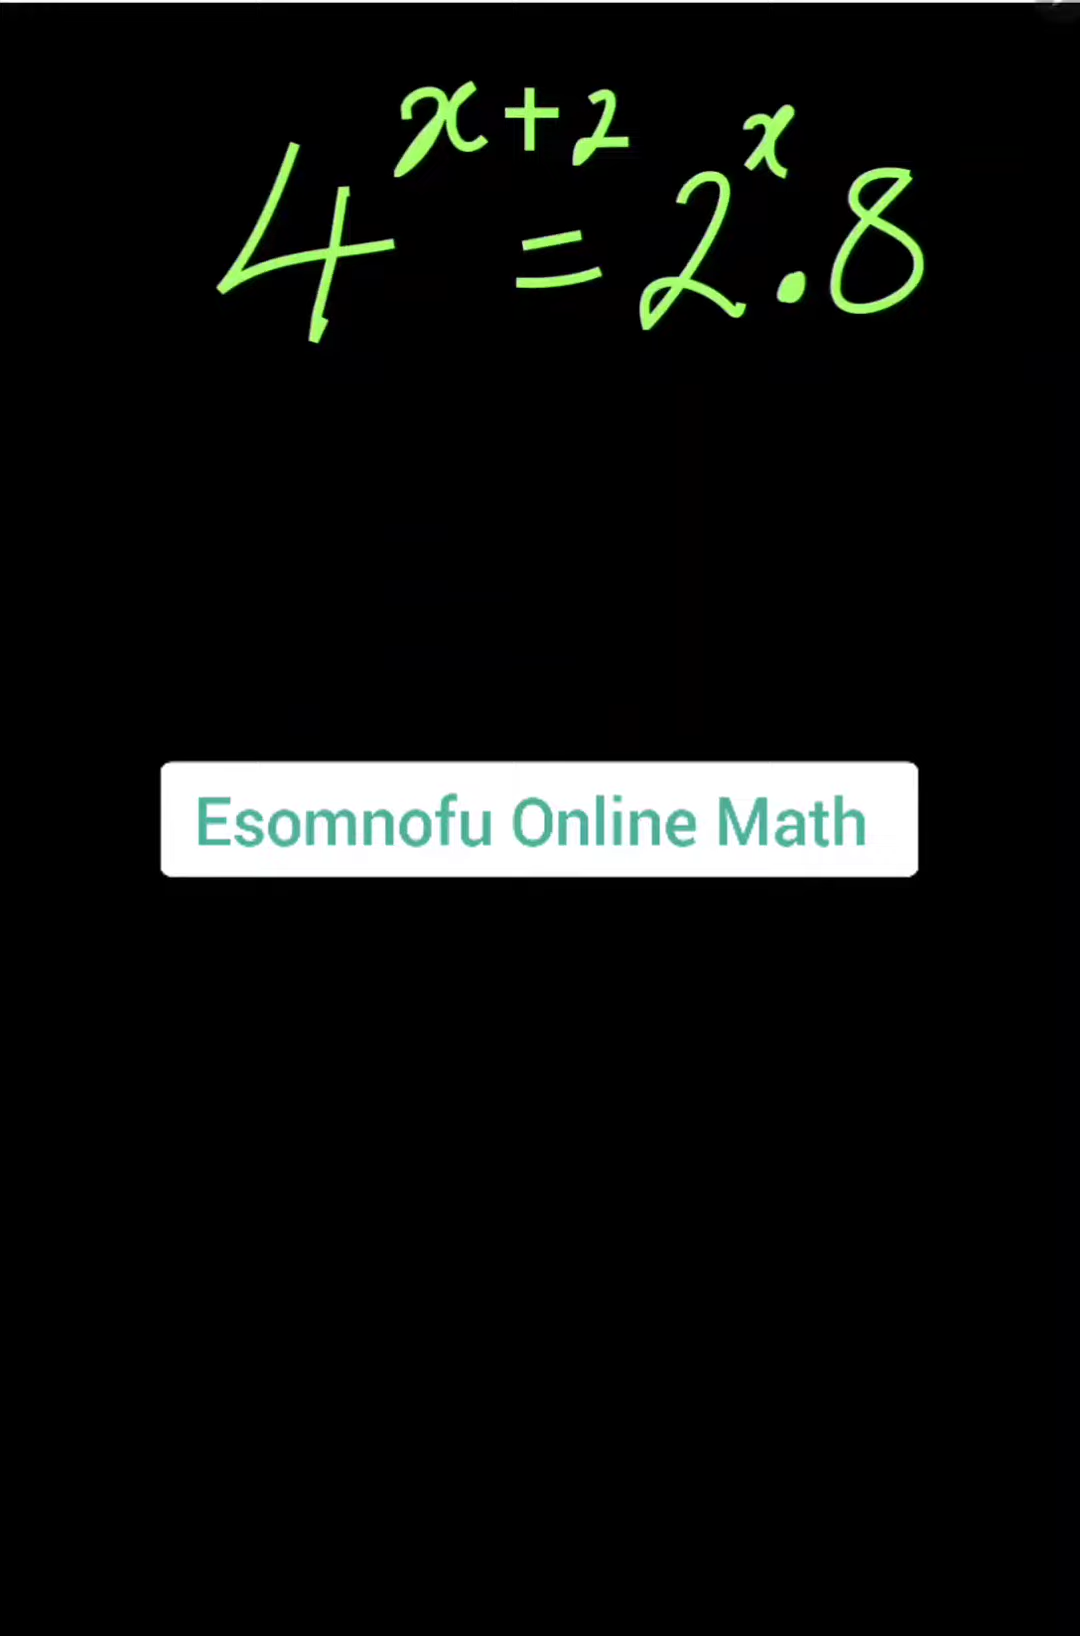 4^{x+2} = 2^x . 8
Esomnofu Online Math